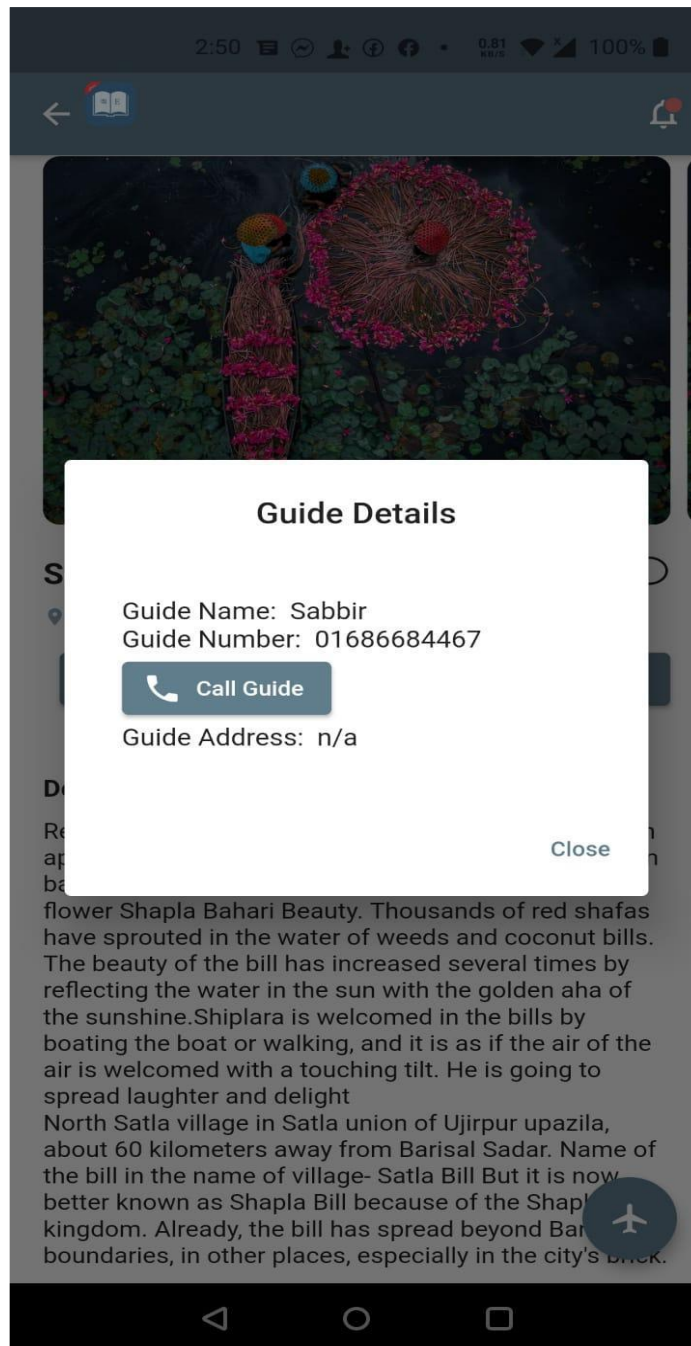 2:50
0.81
KB/S
100%
Guide Details
S
Guide Name: Sabbir
Guide Number: 01686684467
Call Guide
Guide Address: n/a
Close
flower Shapla Bahari Beauty. Thousands of red shafas
have sprouted in the water of weeds and coconut bills.
The beauty of the bill has increased several times by
reflecting the water in the sun with the golden aha of
the sunshine.Shiplara is welcomed in the bills by
boating the boat or walking, and it is as if the air of the
air is welcomed with a touching tilt. He is going to
spread laughter and delight
North Satla village in Satla union of Ujirpur upazila,
about 60 kilometers away from Barisal Sadar. Name of
the bill in the name of village- Satla Bill But it is now
better known as Shapla Bill because of the Shapl
kingdom. Already, the bill has spread beyond Bar
boundaries, in other places, especially in the city's brick.